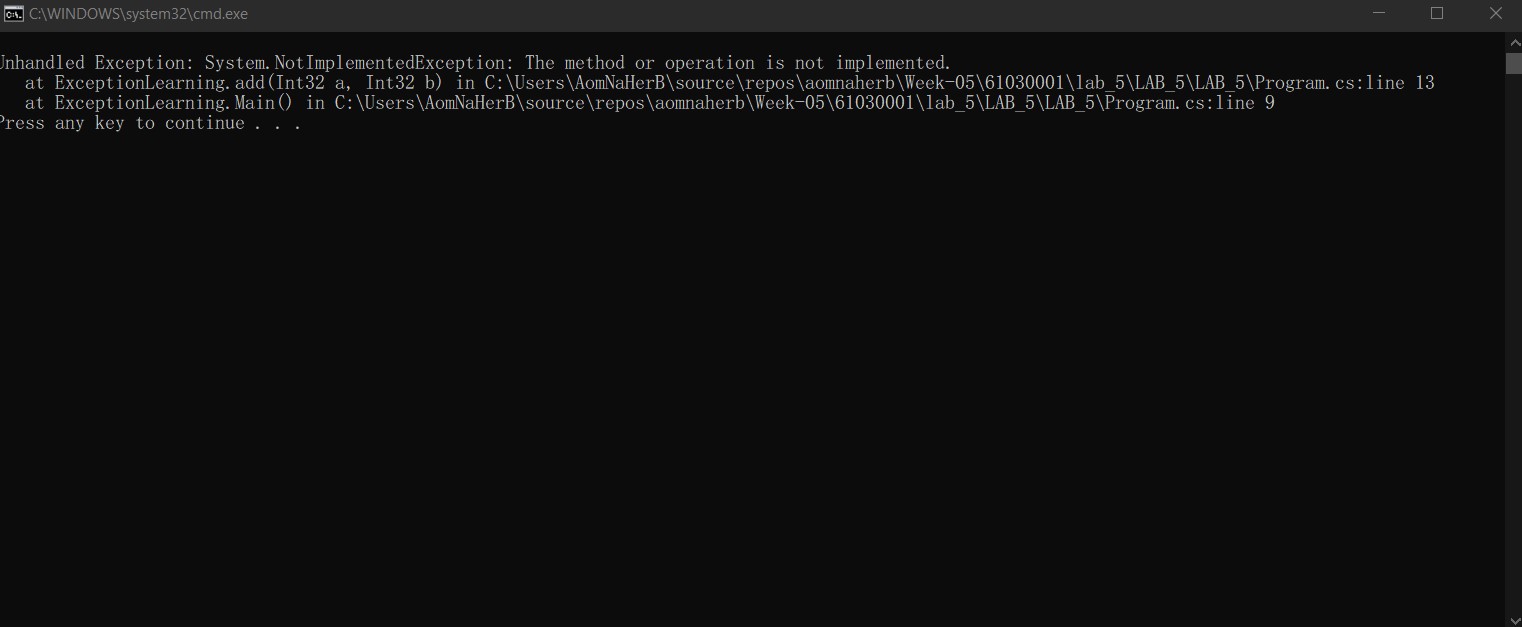 C:\WINDOWS\system32\cmd.exe
Unhandled Exception: System.NotImplementedException: The method or operation is not implemented.
   at ExceptionLearning.add(Int32 a, Int32 b) in C:\Users\AomNaHerB\source\repos\aomnaherb\Week-05\61030001\lab_5\LAB_5\LAB_5\Program.cs:line 13
   at ExceptionLearning.Main() in C:\Users\AomNaHerB\source\repos\aomnaherb\Week-05\61030001\lab_5\LAB_5\LAB_5\Program.cs:line 9
Press any key to continue . . .